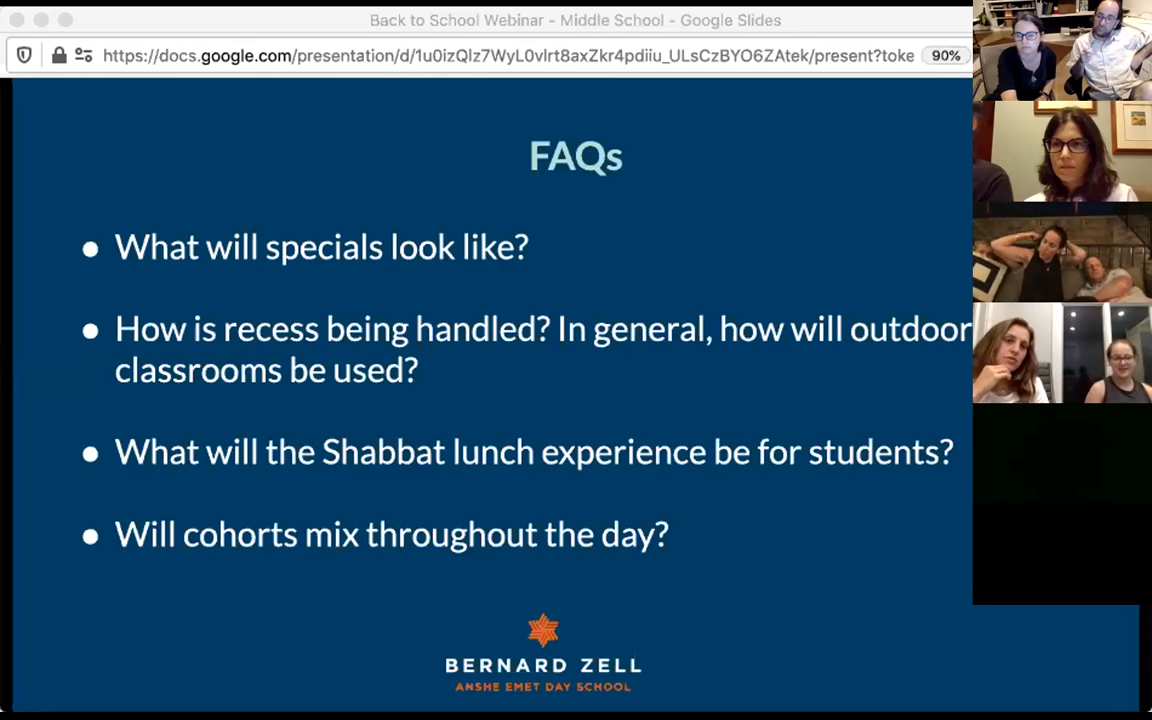 Back to School Webinar - Middle School - Google Slides
https://docs.google.com/presentation/d/1u0izQlz7WyL0vlrt8axZkr4pdiiu_ULsCzBYO6ZAtek/present?toke
90%
FAQs
● What will specials look like?
● How is recess being handled? In general, how will outdoor
classrooms be used?
● What will the Shabbat lunch experience be for students?
● Will cohorts mix throughout the day?
BERNARD ZELL
ANSHE EMET DAY SCHOOL